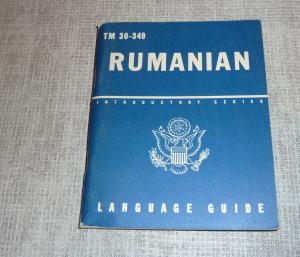 TM 30-349
RUMANIAN
INTRODUCTORY SERIES
LANGUAGE GUIDE